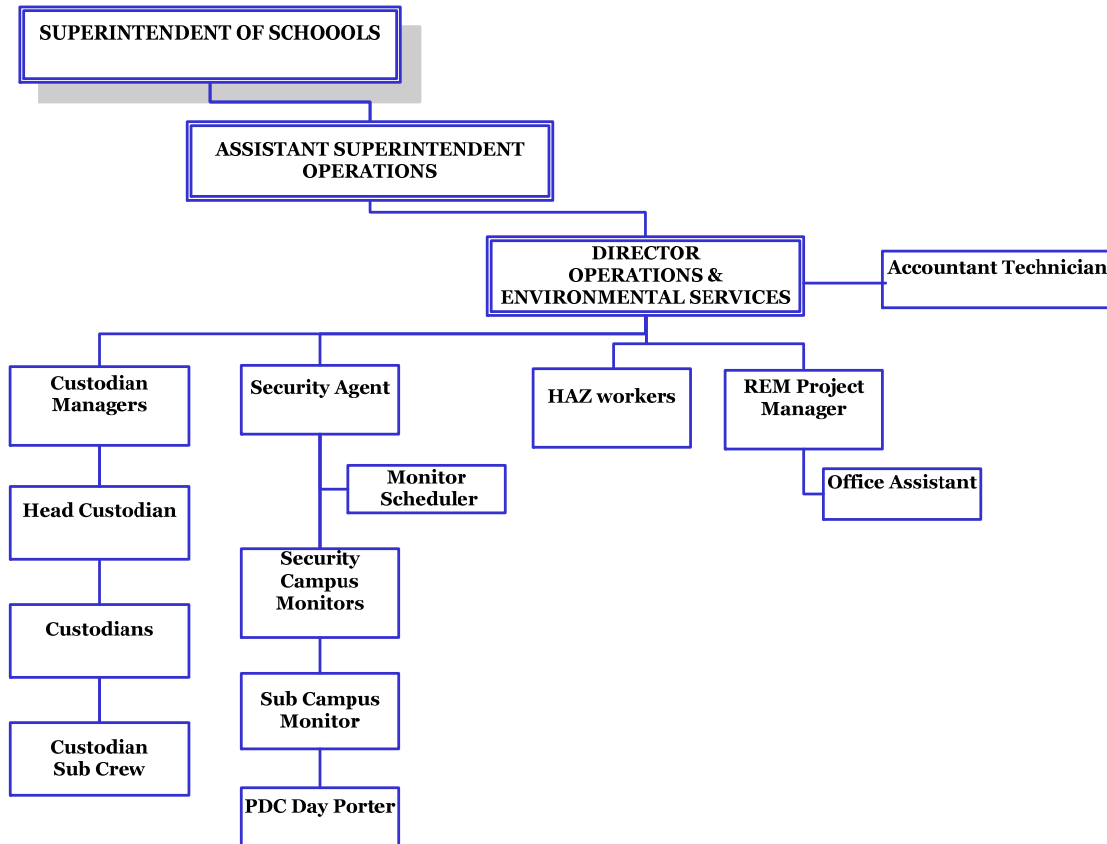 SUPERINTENDENT OF SCHOOOLS
ASSISTANT SUPERINTENDENT
OPERATIONS
DIRECTOR
OPERATIONS &
ENVIRONMENTAL SERVICES
Accountant Technician
Custodian
Managers
Security Agent
HAZ workers
REM Project
Manager
Monitor
Scheduler
Office Assistant
Head Custodian
Security
Campus
Monitors
Custodians
Sub Campus
Monitor
Custodian
Sub Crew
PDC Day Porter